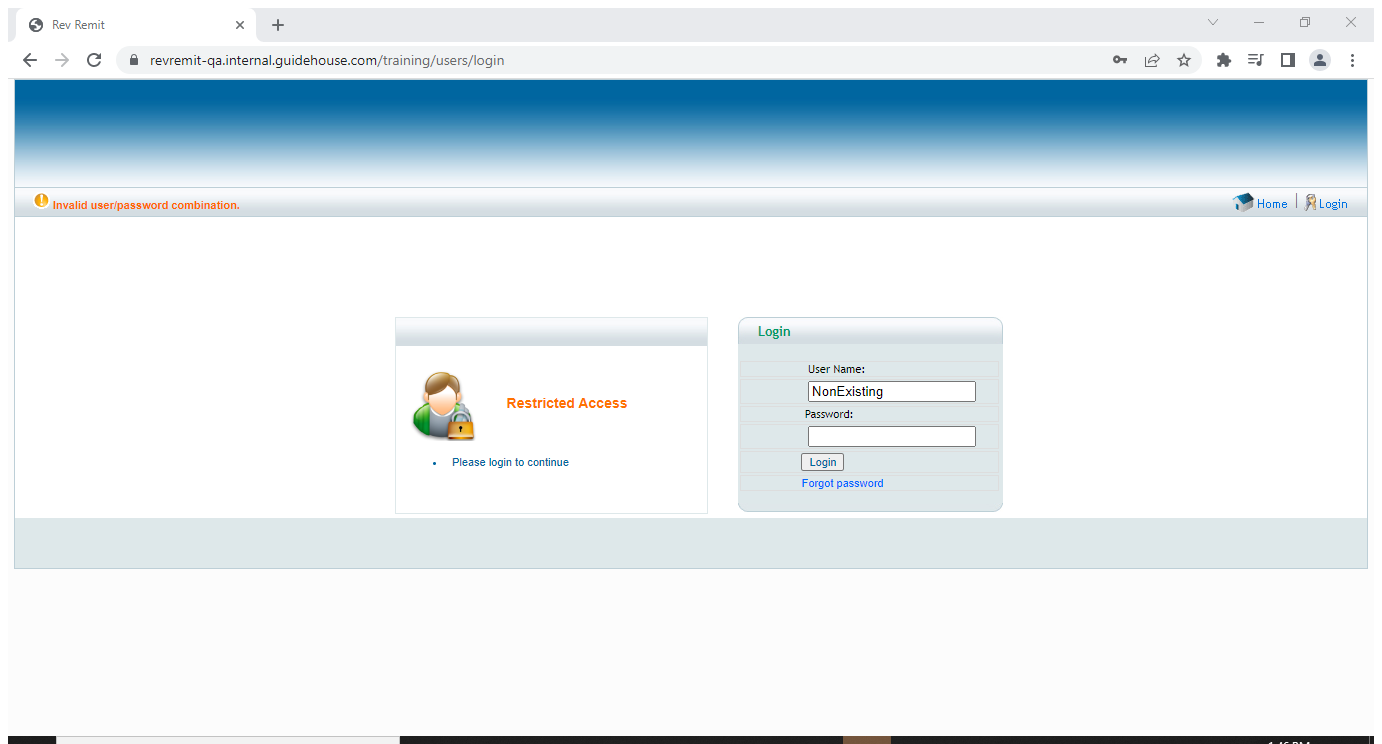 Rev Remit
revremit-qa.internal.guidehouse.com/training/users/login
Invalid user/password combination.
Home
Login
Login
Restricted Access
Please login to continue
User Name:
NonExisting
Password:
Login
Forgot password